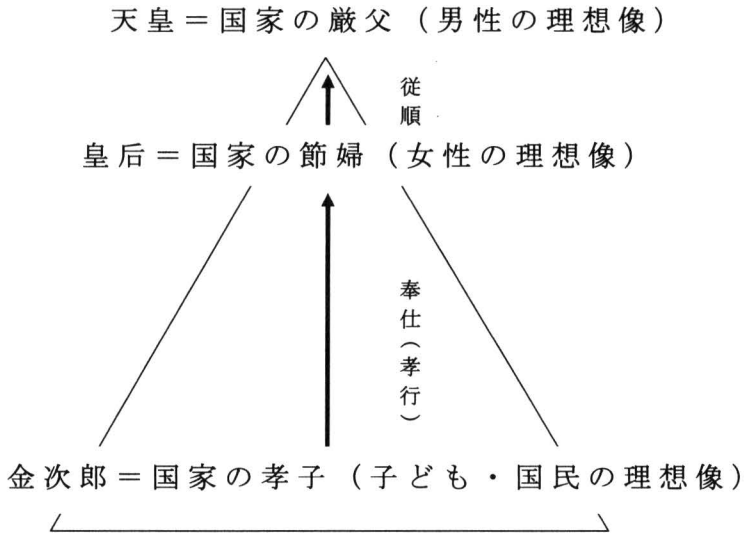 天皇＝国家の厳父（男性の理想像）
従順
皇后＝国家の節婦（女性の理想像）
奉仕（孝行）
金次郎＝国家の孝子（子ども・国民の理想像）